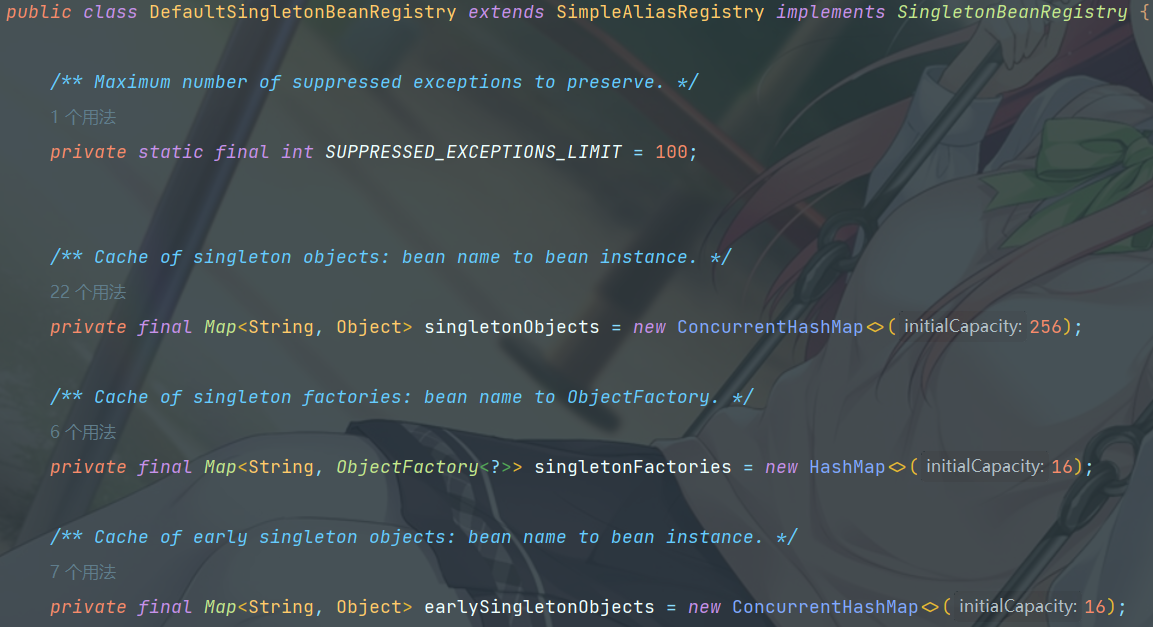 public class DefaultSingletonBeanRegistry extends SimpleAliasRegistry implements SingletonBeanRegistry {
/** Maximum number of suppressed exceptions to preserve. */
1 个用法
private static final int SUPPRESSED_EXCEPTIONS_LIMIT = 100;
/** Cache of singleton objects: bean name to bean instance. */
22 个用法
private final Map<String, Object> singletonObjects = new ConcurrentHashMap<>( initialCapacity: 256);
/** Cache of singleton factories: bean name to ObjectFactory. */
6 个用法
private final Map<String, ObjectFactory<?>> singletonFactories = new HashMap<>( initialCapacity: 16);
/** Cache of early singleton objects: bean name to bean instance. */
7 个用法
private final Map<String, Object> earlySingletonObjects = new ConcurrentHashMap<>( initialCapacity: 16);